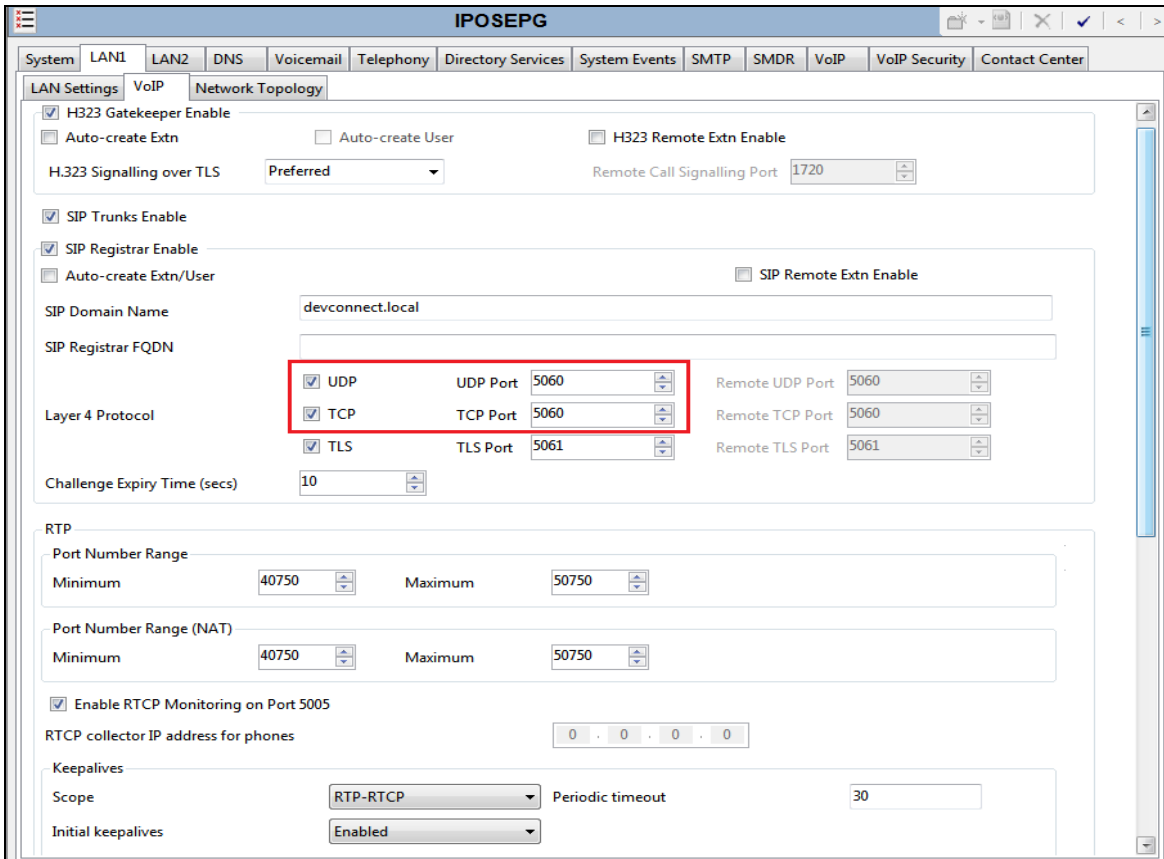 IPOSEPG
System LAN1 LAN2 DNS Voicemail Telephony Directory Services System Events SMTP SMDR VoIP VoIP Security Contact Center
LAN Settings VoIP Network Topology
H323 Gatekeeper Enable
Auto-create Extn Auto-create User H323 Remote Extn Enable
H.323 Signalling over TLS Preferred Remote Call Signalling Port 1720
SIP Trunks Enable
SIP Registrar Enable
Auto-create Extn/User SIP Remote Extn Enable
SIP Domain Name devconnect.local
SIP Registrar FQDN
UDP UDP Port 5060 Remote UDP Port 5060
Layer 4 Protocol TCP TCP Port 5060 Remote TCP Port 5060
TLS TLS Port 5061 Remote TLS Port 5061
Challenge Expiry Time (secs) 10
RTP
Port Number Range
Minimum 40750 Maximum 50750
Port Number Range (NAT)
Minimum 40750 Maximum 50750
Enable RTCP Monitoring on Port 5005
RTCP collector IP address for phones 0 . 0 . 0 . 0
Keepalives
Scope RTP-RTCP Periodic timeout 30
Initial keepalives Enabled